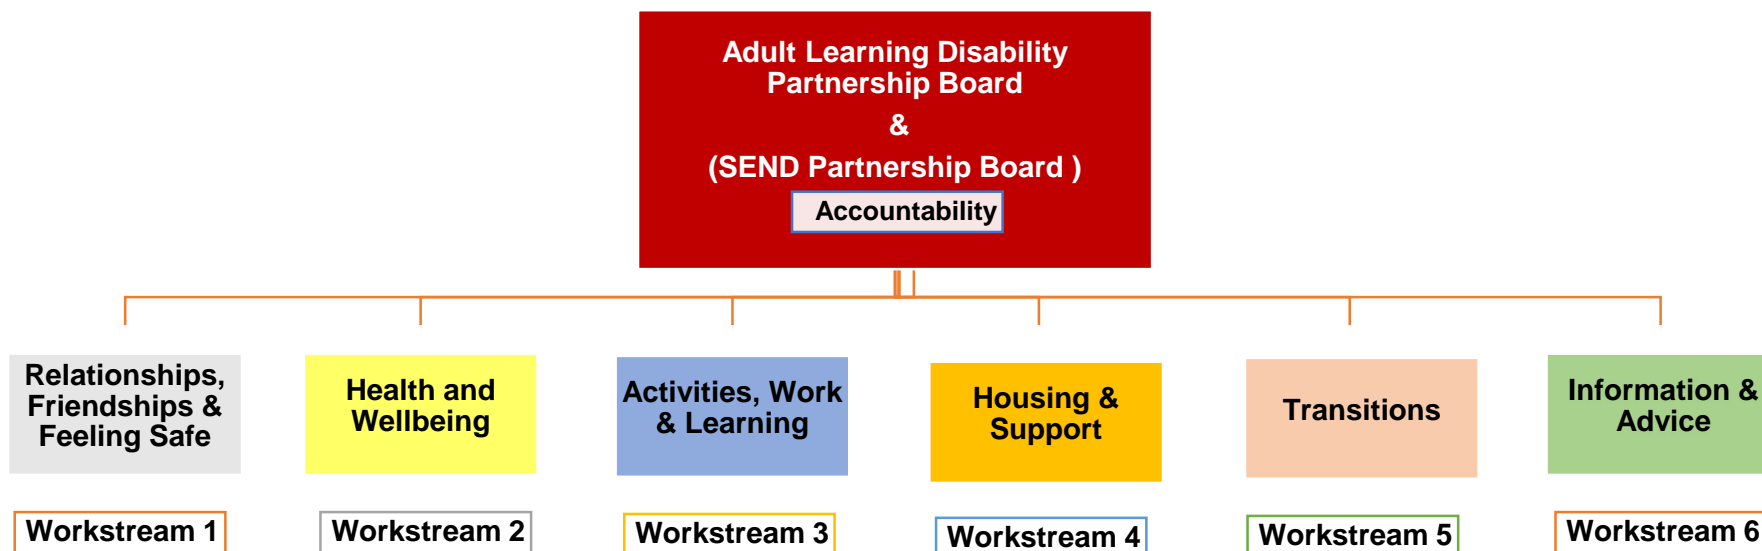 Adult Learning Disability
Partnership Board
&
(SEND Partnership Board )
Accountability
Relationships,
Friendships &
Feeling Safe
Health and
Wellbeing
Activities, Work
& Learning
Housing &
Support
Transitions
Information &
Advice
Workstream 1
Workstream 2
Workstream 3
Workstream 4
Workstream 5
Workstream 6